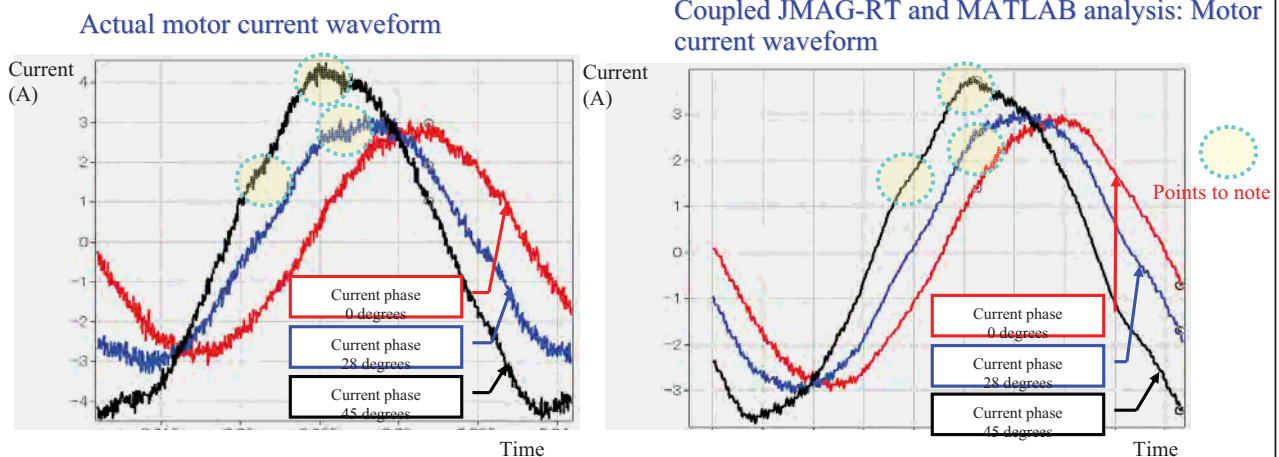 Actual motor current waveform
Current
(A)
4
3
2
1
0
-1
-2
-3
-4
Current phase
0 degrees
Current phase
28 degrees
Current phase
45 degrees
Time
Coupled JMAG-RT and MATLAB analysis: Motor
current waveform
Current
(A)
3
2
1
0
-1
-2
-3
Current phase
0 degrees
Current phase
28 degrees
Current phase
45 degrees
Time
Points to note